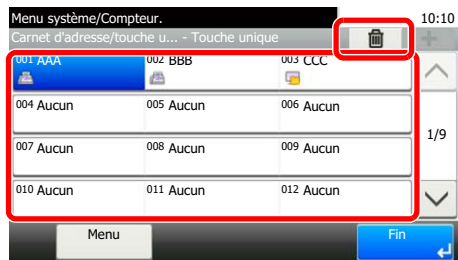 Menu système/Compteur. 10:10
Carnet d'adresse/touche u... - Touche unique
001 AAA 002 BBB 003 CCC
004 Aucun 005 Aucun 006 Aucun
1/9
007 Aucun 008 Aucun 009 Aucun
010 Aucun 011 Aucun 012 Aucun
Menu Fin